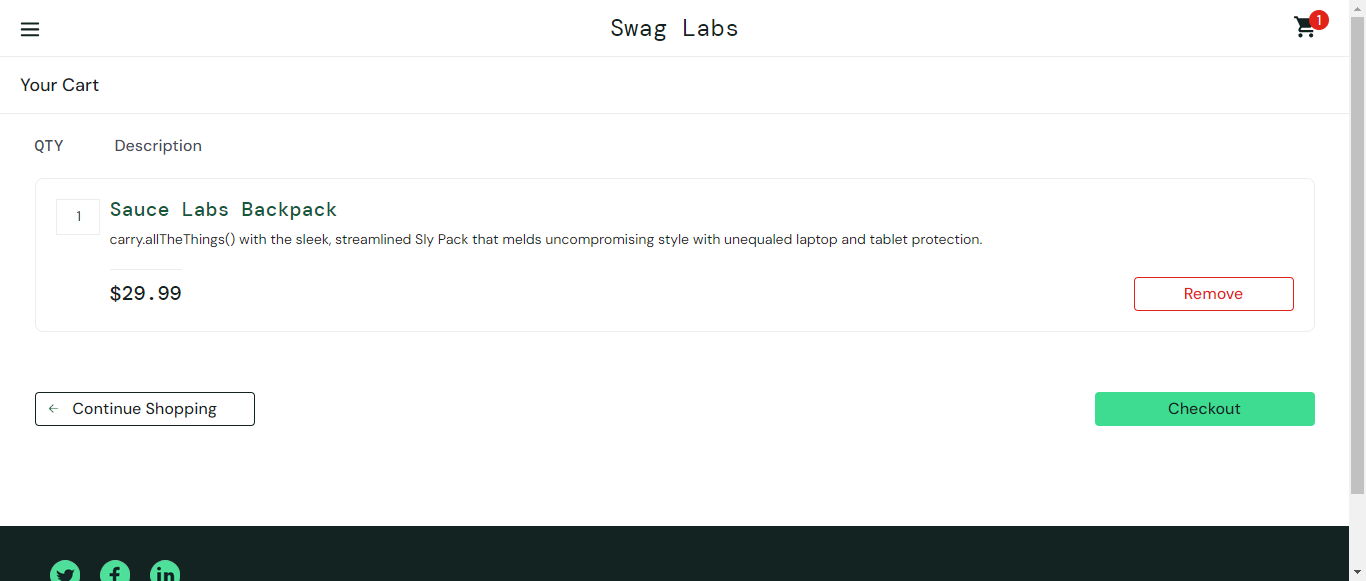 Swag Labs
1
Your Cart
QTY Description
1
Sauce Labs Backpack
carry.allTheThings() with the sleek, streamlined Sly Pack that melds uncompromising style with unequaled laptop and tablet protection.
$29.99
Remove
Continue Shopping
Checkout